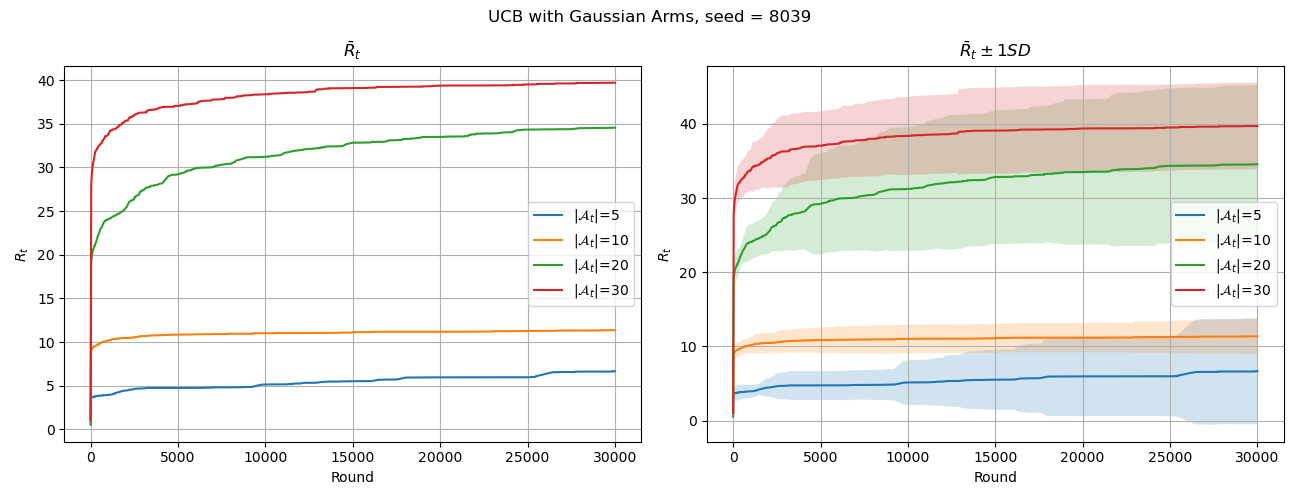 UCB with Gaussian Arms, seed = 8039
R̄ₜ
40
35
30
25
20
15
10
5
0
Rₜ
0 5000 10000 15000 20000 25000 30000
Round
|𝒜ₜ|=5
|𝒜ₜ|=10
|𝒜ₜ|=20
|𝒜ₜ|=30
R̄ₜ ± 1SD
40
30
20
10
0
Rₜ
0 5000 10000 15000 20000 25000 30000
Round
|𝒜ₜ|=5
|𝒜ₜ|=10
|𝒜ₜ|=20
|𝒜ₜ|=30